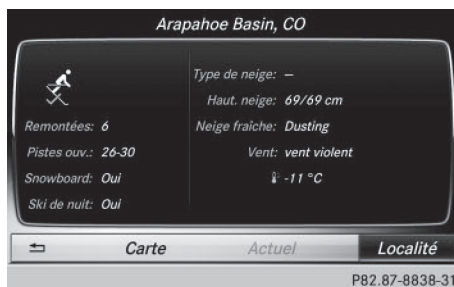 Arapahoe Basin, CO
Remontées: 6
Pistes ouv.: 26-30
Snowboard: Oui
Ski de nuit: Oui
Type de neige: –
Haut. neige: 69/69 cm
Neige fraîche: Dusting
Vent: vent violent
-11 °C
Carte
Actuel
Localité
P82.87-8838-31